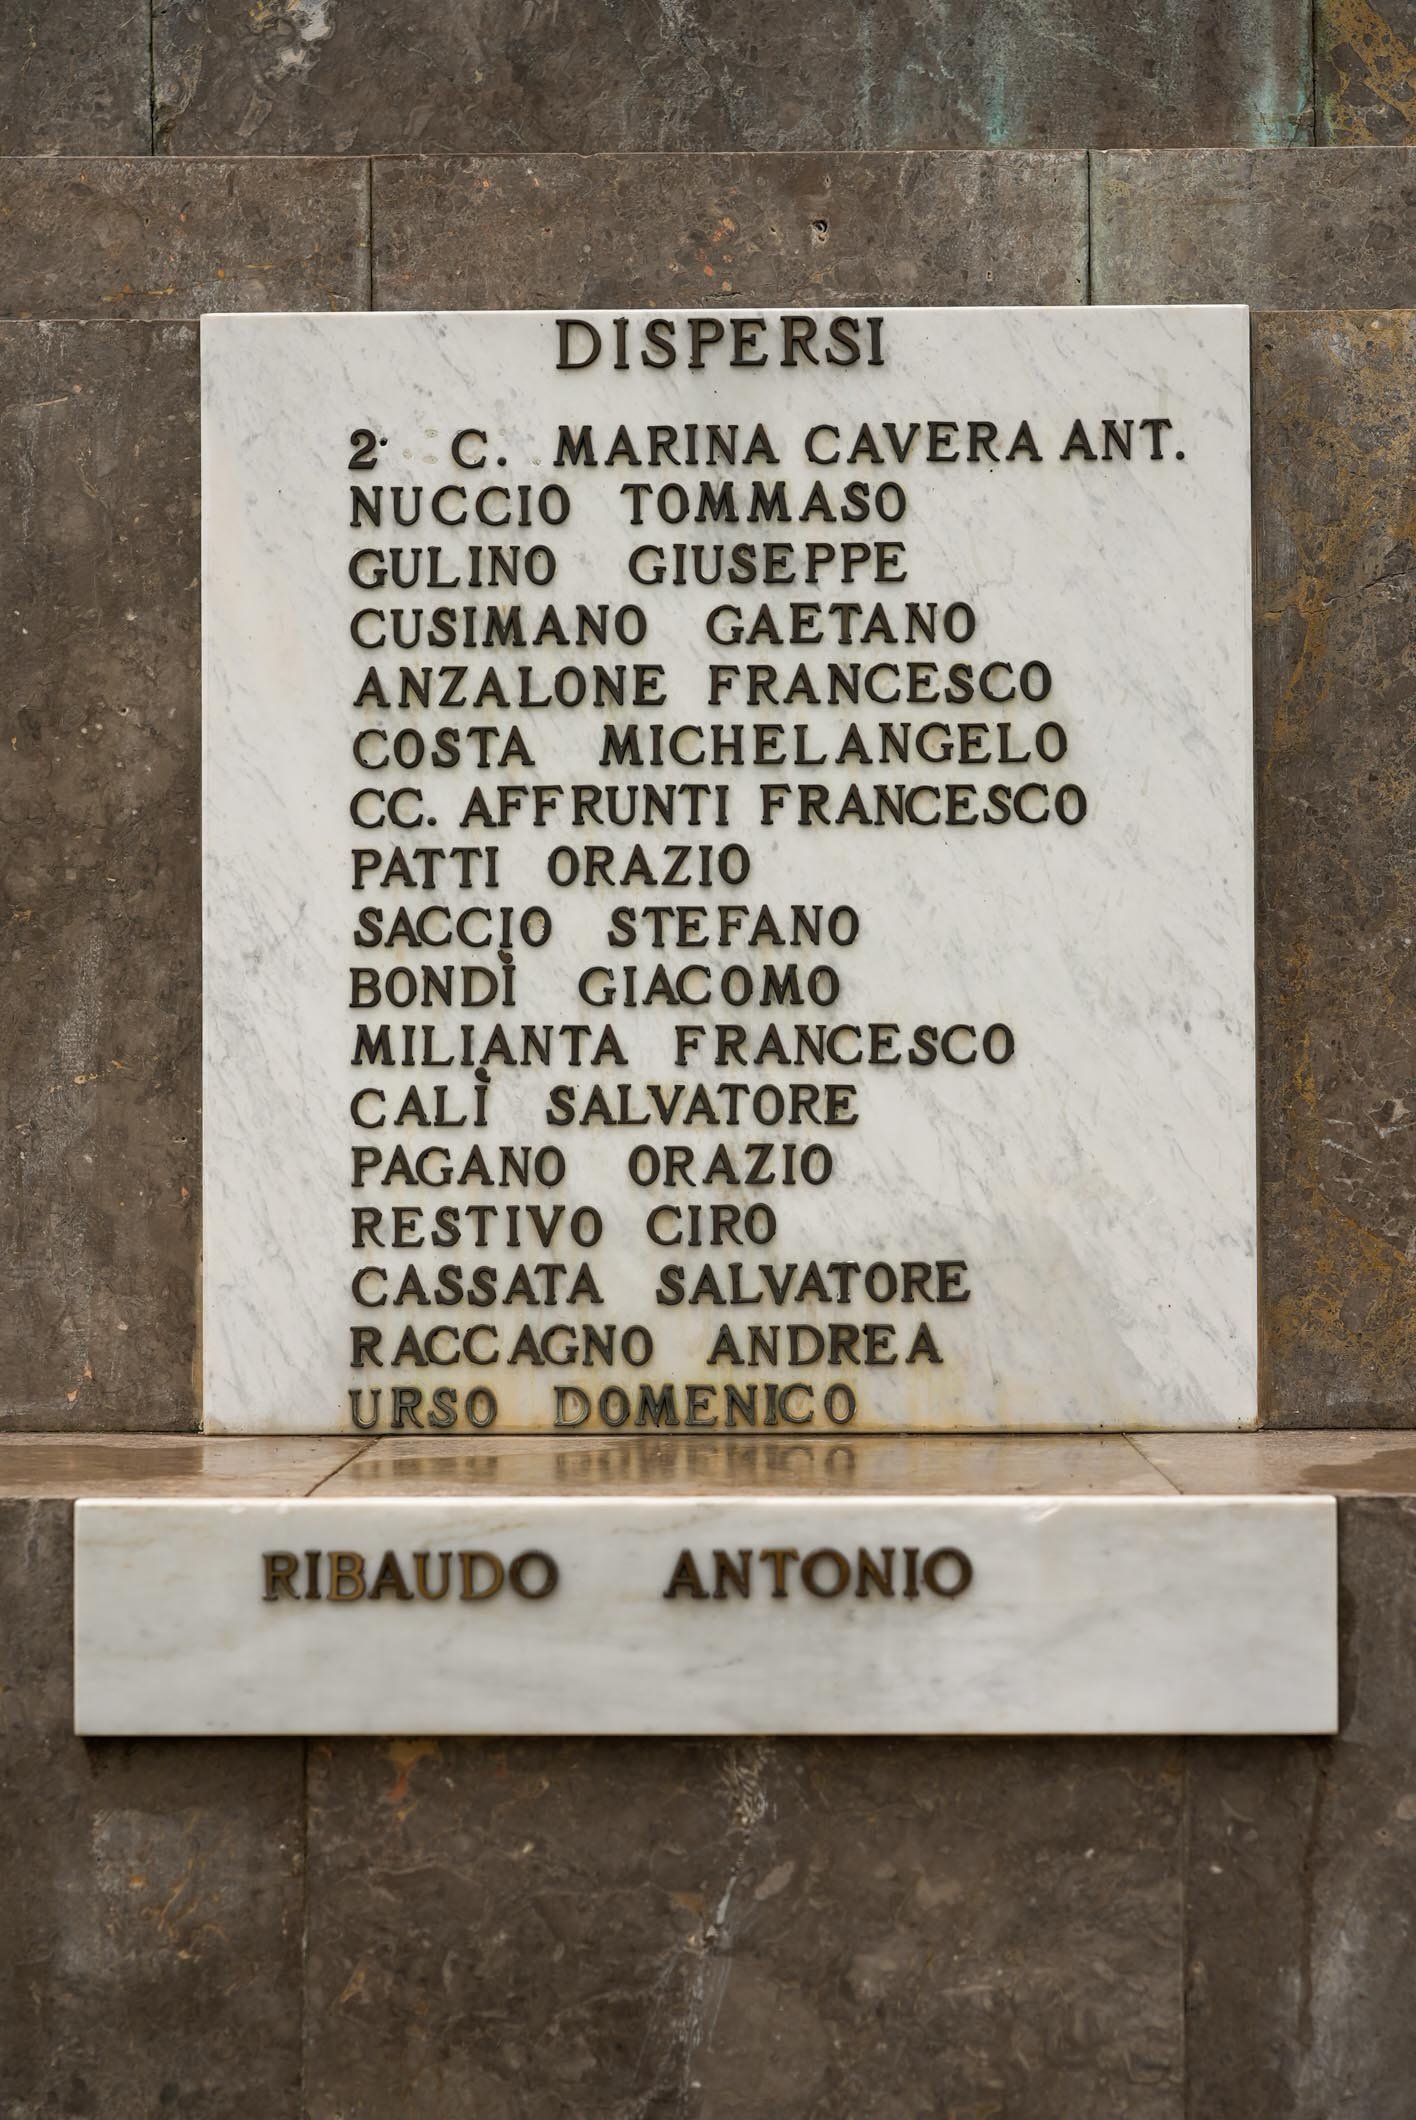 DISPERSI
2· C. MARINA CAVERA ANT.
NUCCIO TOMMASO
GULINO GIUSEPPE
CUSIMANO GAETANO
ANZALONE FRANCESCO
COSTA MICHELANGELO
CC. AFFRUNTI FRANCESCO
PATTI ORAZIO
SACCIO STEFANO
BONDÌ GIACOMO
MILIANTA FRANCESCO
CALÌ SALVATORE
PAGANO ORAZIO
RESTIVO CIRO
CASSATA SALVATORE
RACCAGNO ANDREA
URSO DOMENICO
RIBAUDO ANTONIO